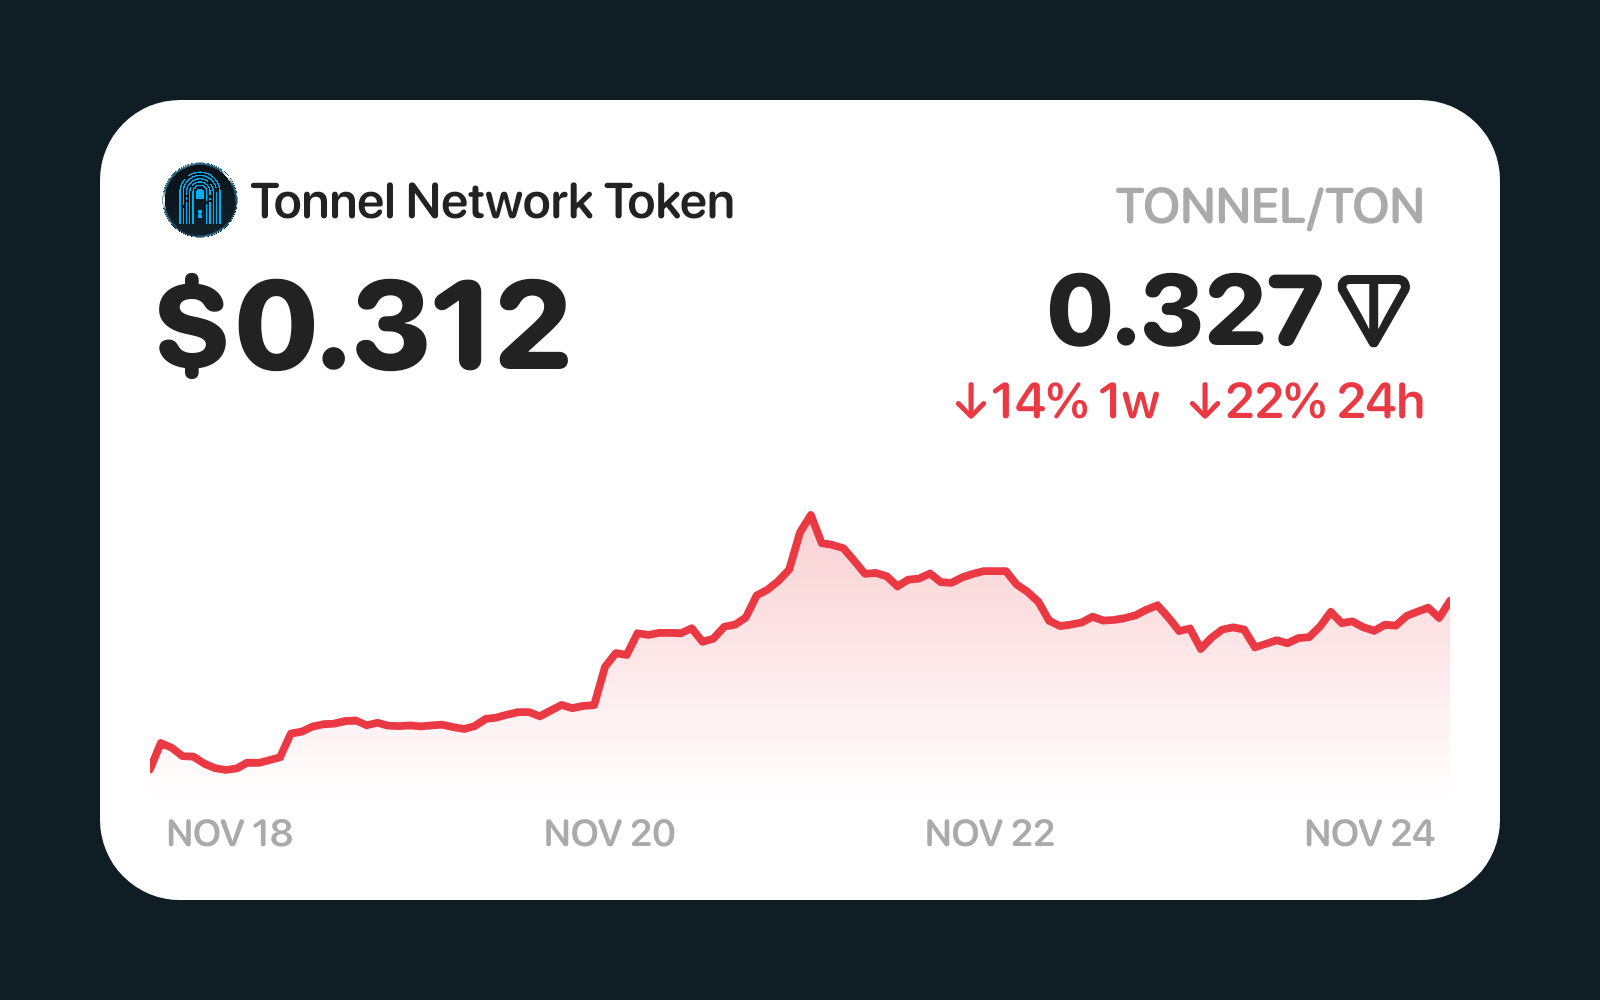 Tonnel Network Token
TONNEL/TON
$0.312
0.327
↓14% 1w ↓22% 24h
NOV 18 NOV 20 NOV 22 NOV 24